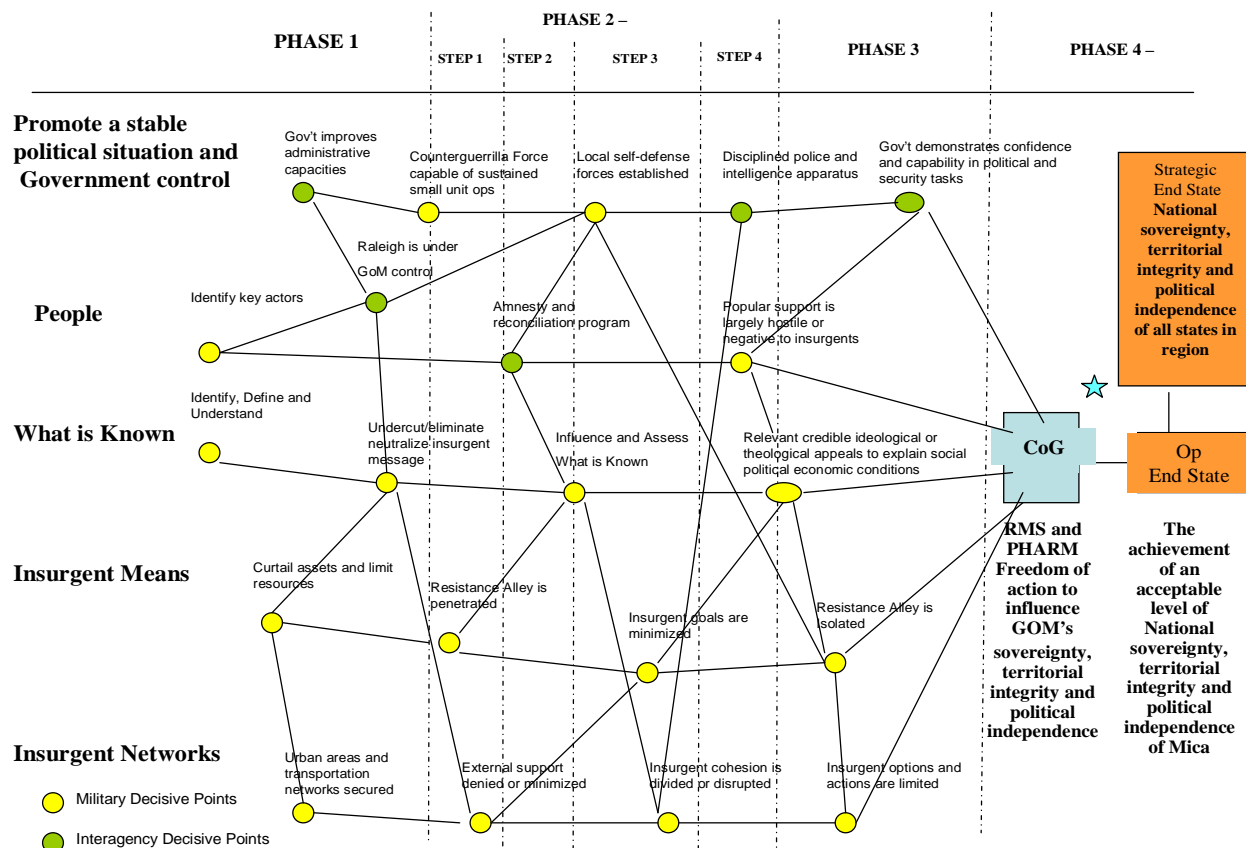 PHASE 1
PHASE 2 –
STEP 1
STEP 2
STEP 3
STEP 4
PHASE 3
PHASE 4 –
Promote a stable
political situation and
Government control
Gov't improves
administrative
capacities
Counterguerrilla Force
capable of sustained
small unit ops
Local self-defense
forces established
Disciplined police and
intelligence apparatus
Gov't demonstrates confidence
and capability in political and
security tasks
Strategic
End State
National
sovereignty,
territorial
integrity and
political
independence
of all states in
region
Raleigh is under
GoM control
People
Identify key actors
Amnesty and
reconciliation program
Popular support is
largely hostile or
negative to insurgents
What is Known
Identify, Define and
Understand
Undercut/eliminate
neutralize insurgent
message
Influence and Assess
What is Known
Relevant credible ideological or
theological appeals to explain social
political economic conditions
CoG
Op
End State
RMS and
PHARM
Freedom of
action to
influence
GOM's
sovereignty,
territorial
integrity and
political
independence
The
achievement
of an
acceptable
level of
National
sovereignty,
territorial
integrity and
political
independence
of Mica
Insurgent Means
Curtail assets and limit
resources
Resistance Alley is
penetrated
Insurgent goals are
minimized
Resistance Alley is
isolated
Insurgent Networks
Urban areas and
transportation
networks secured
External support
denied or minimized
Insurgent cohesion is
divided or disrupted
Insurgent options and
actions are limited
Military Decisive Points
Interagency Decisive Points